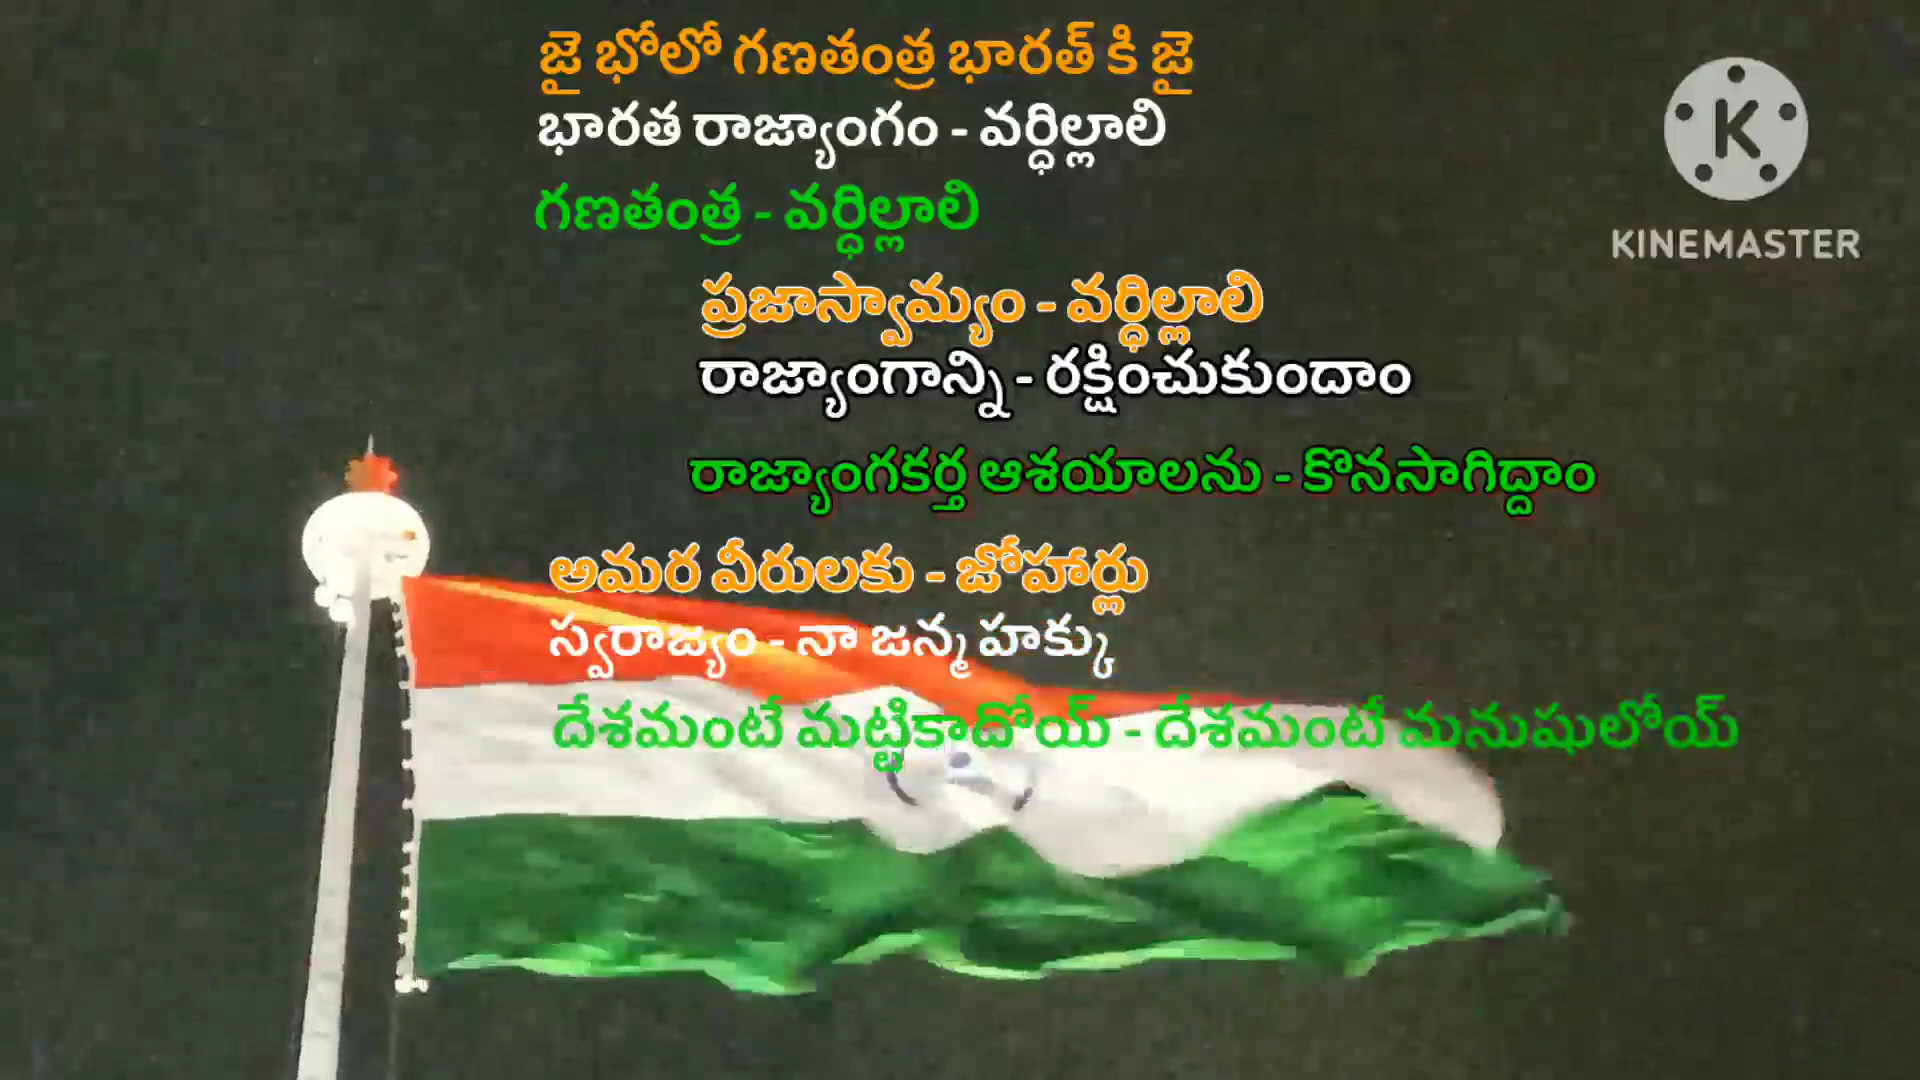 జై భోలో గణతంత్ర భారత్ కి జై
భారత రాజ్యాంగం - వర్ధిల్లాలి
గణతంత్ర - వర్ధిల్లాలి
ప్రజాస్వామ్యం - వర్ధిల్లాలి
రాజ్యాంగాన్ని - రక్షించుకుందాం
రాజ్యాంగకర్త ఆశయాలను - కొనసాగిద్దాం
అమర వీరులకు - జోహార్లు
స్వరాజ్యం - నా జన్మ హక్కు
దేశమంటే మట్టికాదోయ్ - దేశమంటే మనుషులోయ్
K
KINEMASTER